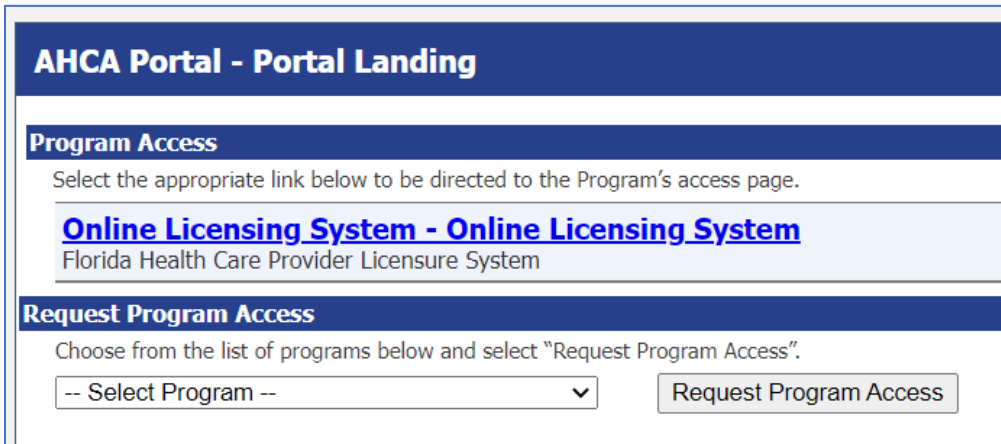 AHCA Portal - Portal Landing
Program Access
Select the appropriate link below to be directed to the Program's access page.
Online Licensing System - Online Licensing System
Florida Health Care Provider Licensure System
Request Program Access
Choose from the list of programs below and select “Request Program Access”.
-- Select Program -- Request Program Access